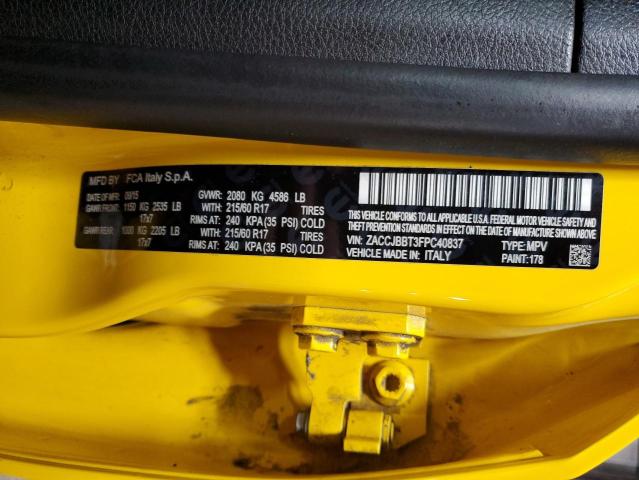 MFD BY FCA Italy S.p.A.
DATE OF MFR: 09/15 GVWR: 2080 KG 4586 LB
GAWR FRONT: 1150 KG 2535 LB WITH: 215/60 R17 TIRES
17x7 RIMS AT: 240 KPA (35 PSI) COLD
GAWR REAR: 1000 KG 2205 LB WITH: 215/60 R17 TIRES
17x7 RIMS AT: 240 KPA (35 PSI) COLD
THIS VEHICLE CONFORMS TO ALL APPLICABLE U.S.A. FEDERAL MOTOR VEHICLE SAFETY AND
THEFT PREVENTION STANDARDS IN EFFECT ON THE DATE OF MANUFACTURE SHOWN ABOVE
VIN: ZACCJBBT3FPC40837 TYPE: MPV
VEHICLE MADE IN: ITALY PAINT: 178